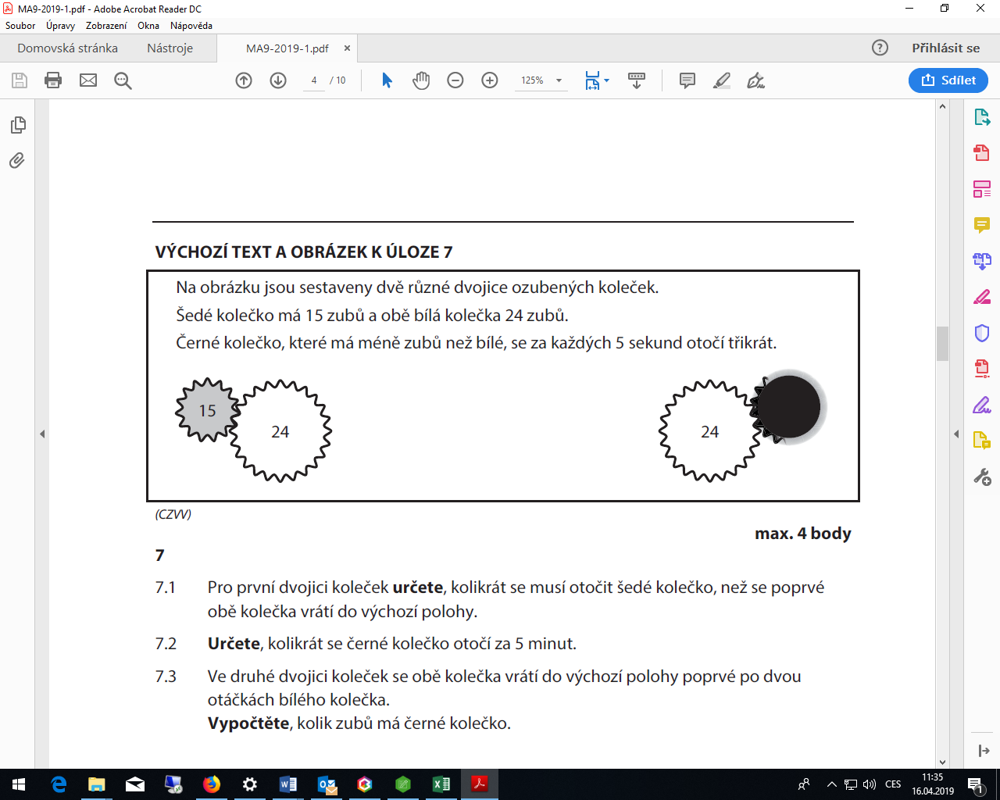 MA9-2019-1.pdf - Adobe Acrobat Reader DC
Soubor Úpravy Zobrazení Okna Nápověda
Domovská stránka Nástroje MA9-2019-1.pdf × Přihlásit se
4 / 10 125% Sdílet
VÝCHOZÍ TEXT A OBRÁZEK K ÚLOZE 7
Na obrázku jsou sestaveny dvě různé dvojice ozubených koleček.
Šedé kolečko má 15 zubů a obě bílá kolečka 24 zubů.
Černé kolečko, které má méně zubů než bílé, se za každých 5 sekund otočí třikrát.
15 24 24
(CZVV)
max. 4 body
7
7.1 Pro první dvojici koleček určete, kolikrát se musí otočit šedé kolečko, než se poprvé
obě kolečka vrátí do výchozí polohy.
7.2 Určete, kolikrát se černé kolečko otočí za 5 minut.
7.3 Ve druhé dvojici koleček se obě kolečka vrátí do výchozí polohy poprvé po dvou
otáčkách bílého kolečka.
Vypočtěte, kolik zubů má černé kolečko.
CES 11:35
16.04.2019 1